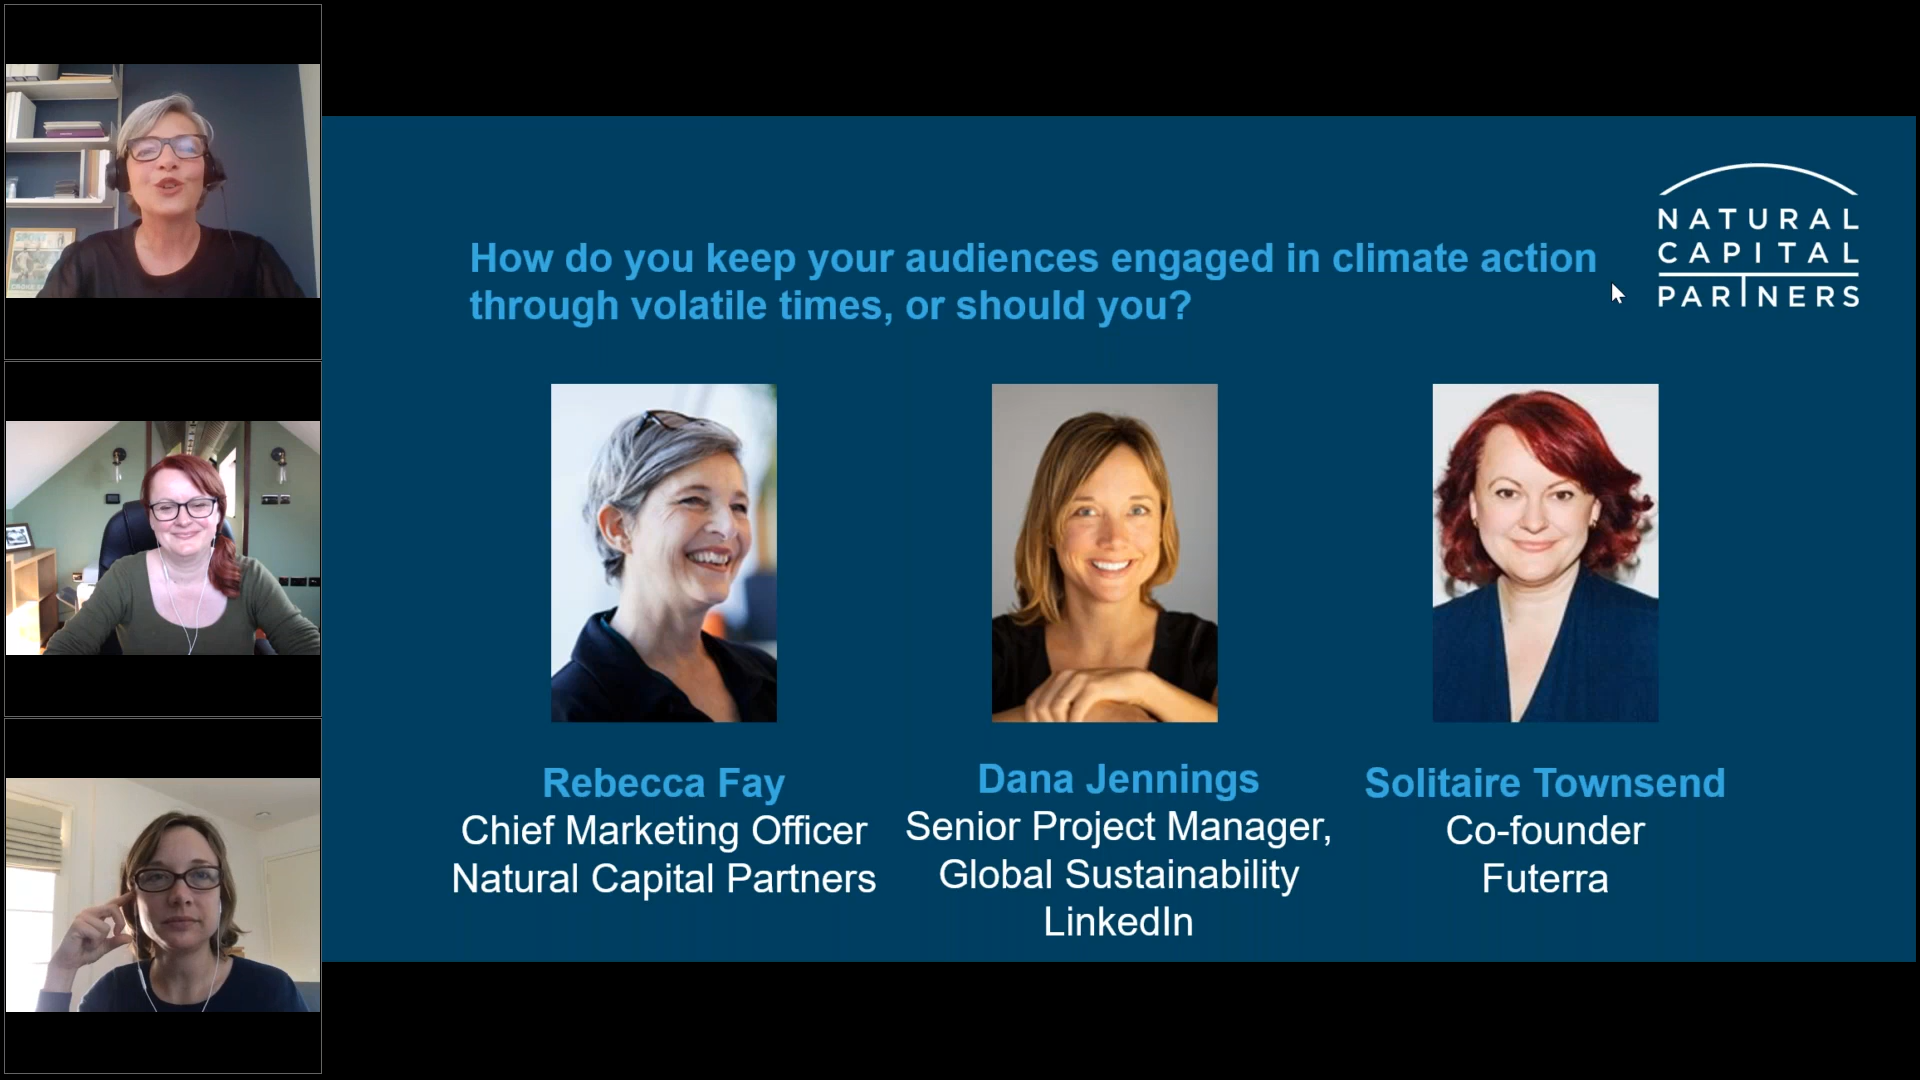 How do you keep your audiences engaged in climate action
through volatile times, or should you?
NATURAL
CAPITAL
PARTNERS
Rebecca Fay
Chief Marketing Officer
Natural Capital Partners
Dana Jennings
Senior Project Manager,
Global Sustainability
LinkedIn
Solitaire Townsend
Co-founder
Futerra